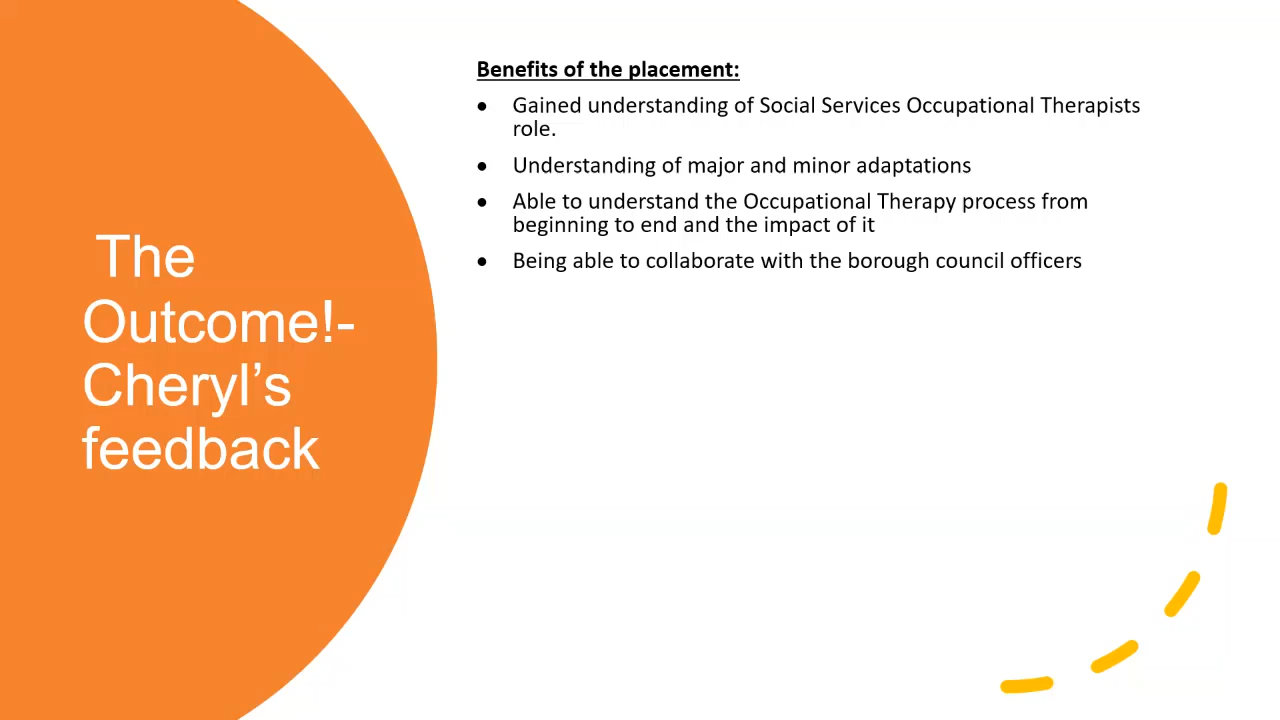 The
Outcome!-
Cheryl’s
feedback
Benefits of the placement:
• Gained understanding of Social Services Occupational Therapists
role.
• Understanding of major and minor adaptations
• Able to understand the Occupational Therapy process from
beginning to end and the impact of it
• Being able to collaborate with the borough council officers